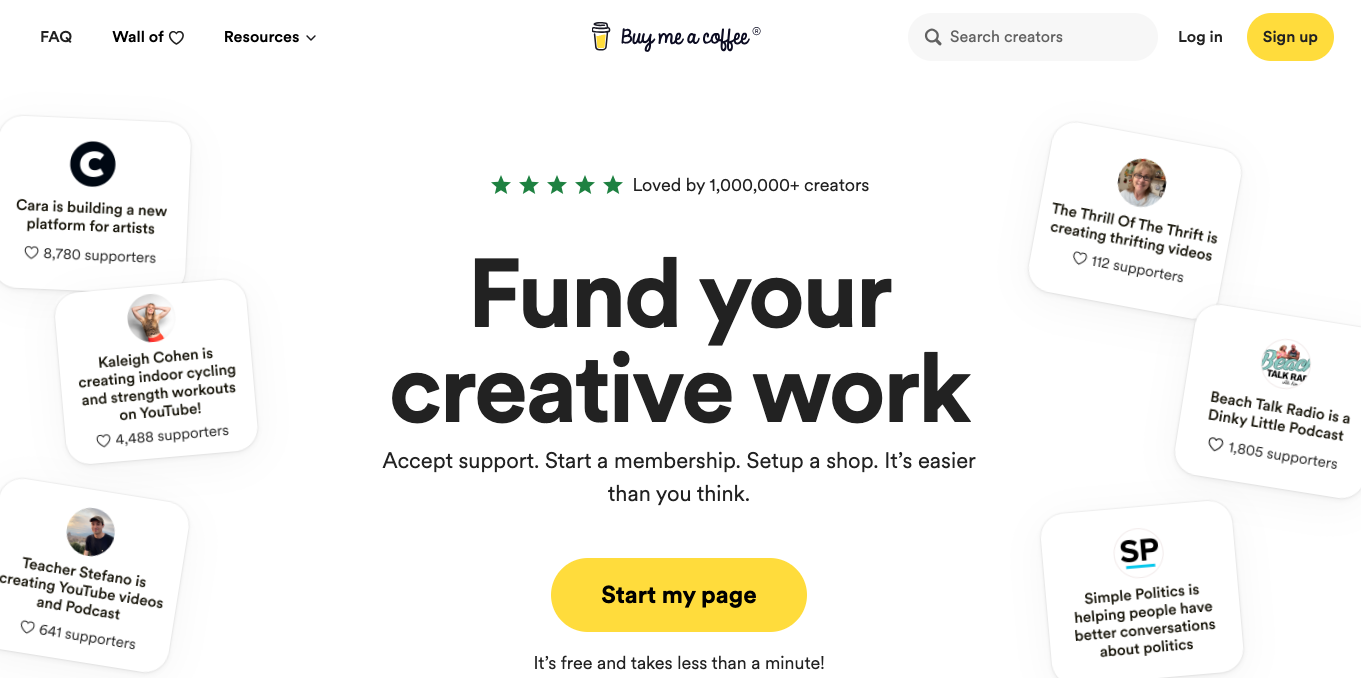 FAQ
Wall of
Resources
Buy me a coffee®
Search creators
Log in
Sign up
C
Cara is building a new
platform for artists
8,780 supporters
Kaleigh Cohen is
creating indoor cycling
and strength workouts
on YouTube!
4,488 supporters
Teacher Stefano is
creating YouTube videos
and Podcast
641 supporters
Loved by 1,000,000+ creators
Fund your
creative work
Accept support. Start a membership. Setup a shop. It’s easier
than you think.
Start my page
It’s free and takes less than a minute!
The Thrill Of The Thrift is
creating thrifting videos
112 supporters
Beach
TALK RAD
Beach Talk Radio is a
Dinky Little Podcast
1,805 supporters
SP
Simple Politics is
helping people have
better conversations
about politics